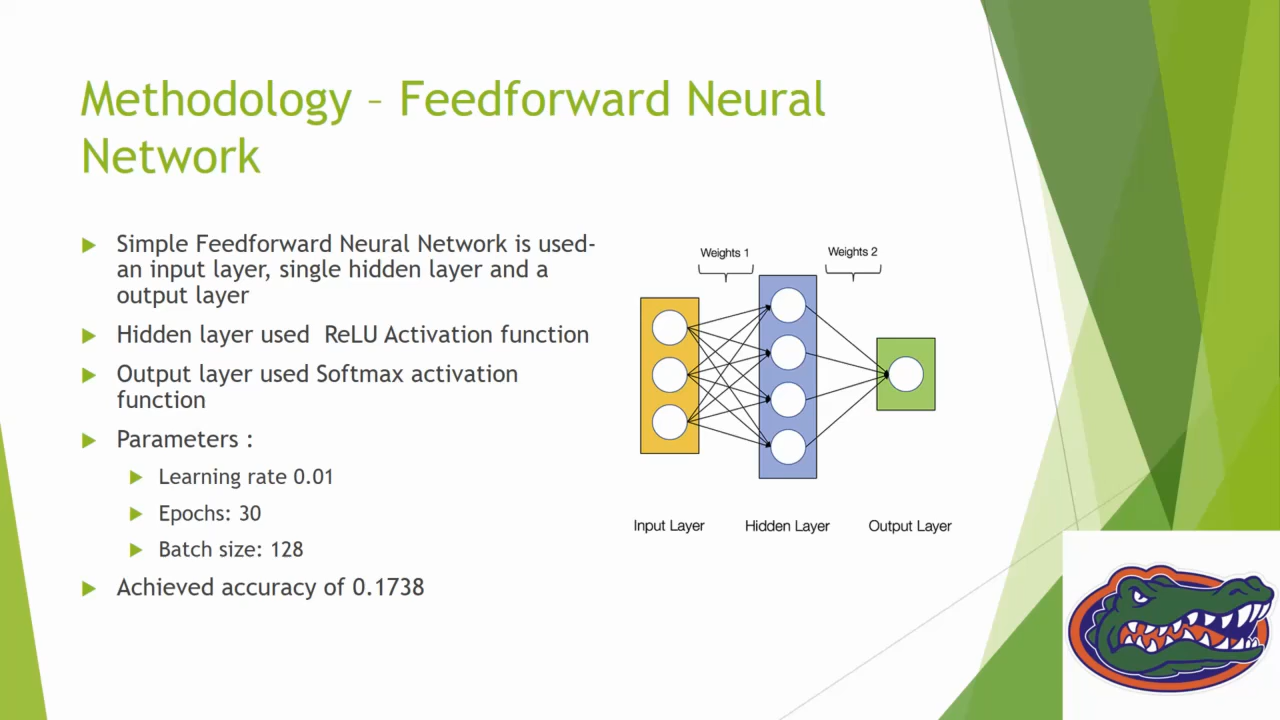 Methodology – Feedforward Neural
Network
Simple Feedforward Neural Network is used-
an input layer, single hidden layer and a
output layer
Hidden layer used  ReLU Activation function
Output layer used Softmax activation
function
Parameters :
Learning rate 0.01
Epochs: 30
Batch size: 128
Achieved accuracy of 0.1738
Weights 1
Weights 2
Input Layer
Hidden Layer
Output Layer